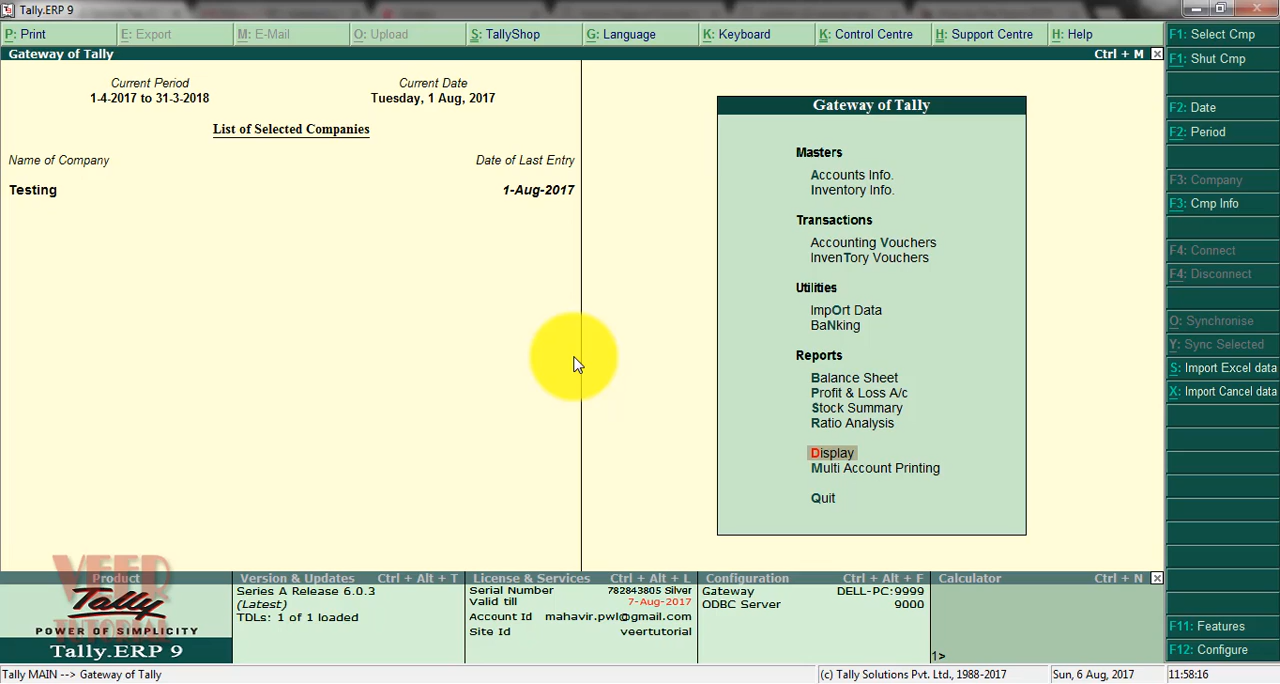 Tally.ERP 9
P: Print E: Export M: E-Mail O: Upload S: TallyShop G: Language K: Keyboard K: Control Centre H: Support Centre H: Help
Gateway of Tally Ctrl + M
Current Period Current Date
1-4-2017 to 31-3-2018 Tuesday, 1 Aug, 2017
List of Selected Companies
Name of Company Date of Last Entry
Testing 1-Aug-2017
Gateway of Tally
Masters
Accounts Info.
Inventory Info.
Transactions
Accounting Vouchers
InvenTory Vouchers
Utilities
ImpOrt Data
BaNking
Reports
Balance Sheet
Profit & Loss A/c
Stock Summary
Ratio Analysis
Display
Multi Account Printing
Quit
F1: Select Cmp
F1: Shut Cmp
F2: Date
F2: Period
F3: Company
F3: Cmp Info
F4: Connect
F4: Disconnect
O: Synchronise
Y: Sync Selected
S: Import Excel data
X: Import Cancel data
F11: Features
F12: Configure
Product
VEER
TUTORIAL
Tally
POWER OF SIMPLICITY
Tally.ERP 9
Version & Updates Ctrl + Alt + T
Series A Release 6.0.3
(Latest)
TDLs: 1 of 1 loaded
License & Services Ctrl + Alt + L
Serial Number 782843805 Silver
Valid till 7-Aug-2017
Account Id mahavir.pwl@gmail.com
Site Id veertutorial
Configuration Ctrl + Alt + F
Gateway DELL-PC:9999
ODBC Server 9000
Calculator Ctrl + N
1>
Tally MAIN --> Gateway of Tally (c) Tally Solutions Pvt. Ltd., 1988-2017 Sun, 6 Aug, 2017 11:58:16